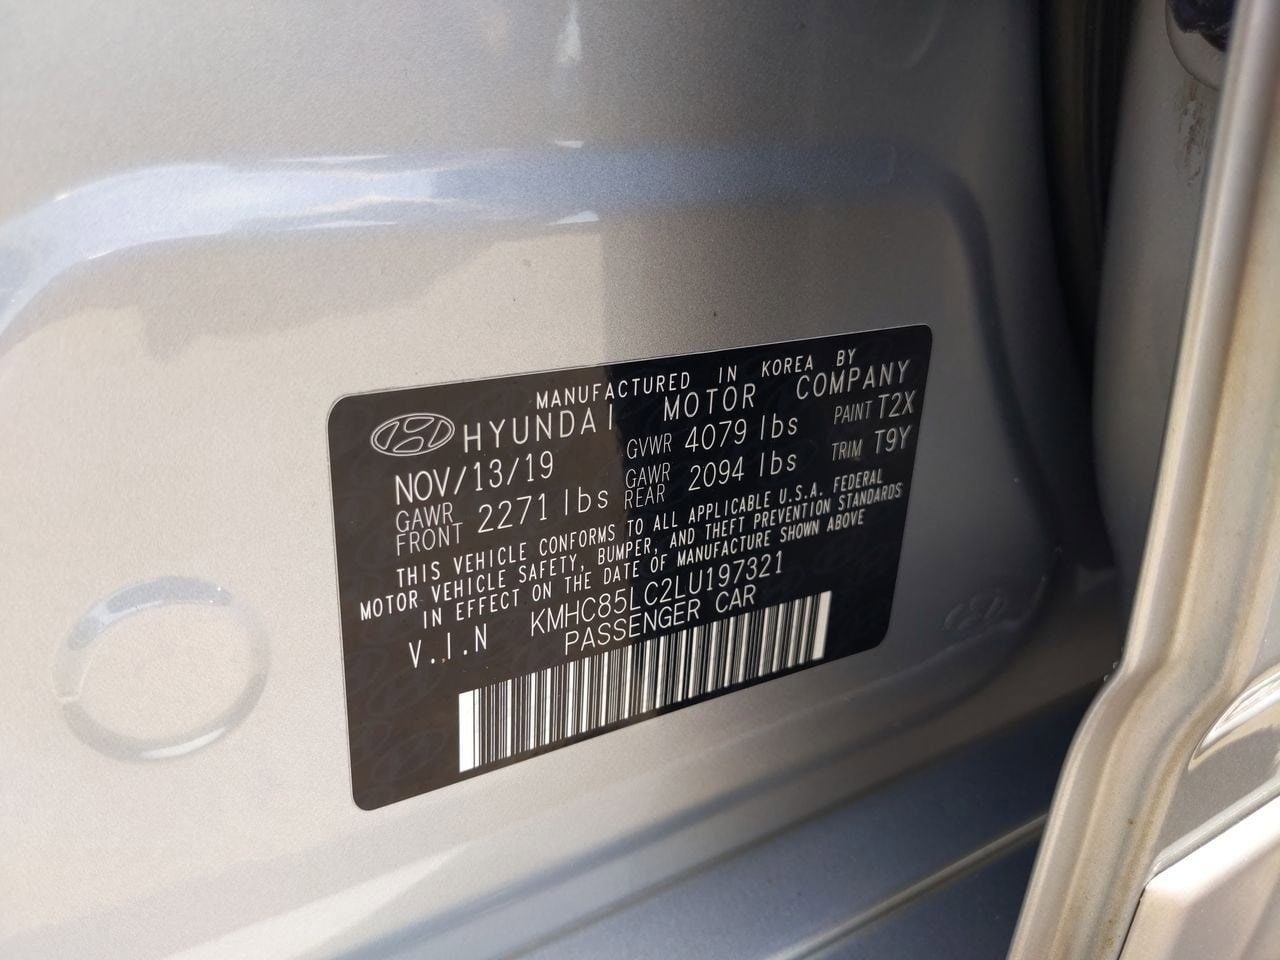 MANUFACTURED IN KOREA BY
HYUNDAI MOTOR COMPANY
NOV/13/19 GVWR 4079 lbs PAINT T2X
GAWR FRONT 2271 lbs GAWR REAR 2094 lbs TRIM T9Y
THIS VEHICLE CONFORMS TO ALL APPLICABLE U.S.A. FEDERAL
MOTOR VEHICLE SAFETY, BUMPER, AND THEFT PREVENTION STANDARDS
IN EFFECT ON THE DATE OF MANUFACTURE SHOWN ABOVE
V.I.N KMHC85LC2LU197321
PASSENGER CAR